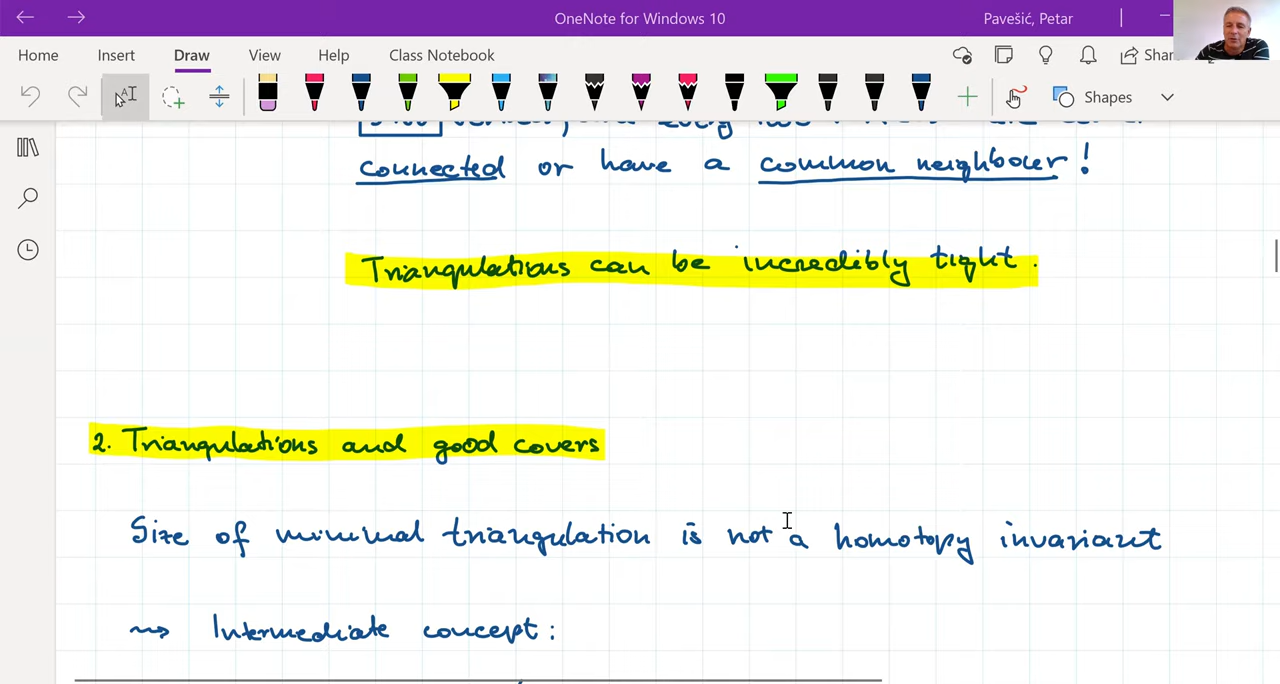 OneNote for Windows 10
Pavešić, Petar
Home Insert Draw View Help Class Notebook
Shar
Shapes
connected or have a common neighbour!
Triangulations can be incredibly tight.
2. Triangulations and good covers
Size of minimal triangulation is not a homotopy invariant
⇝ Intermediate concept: